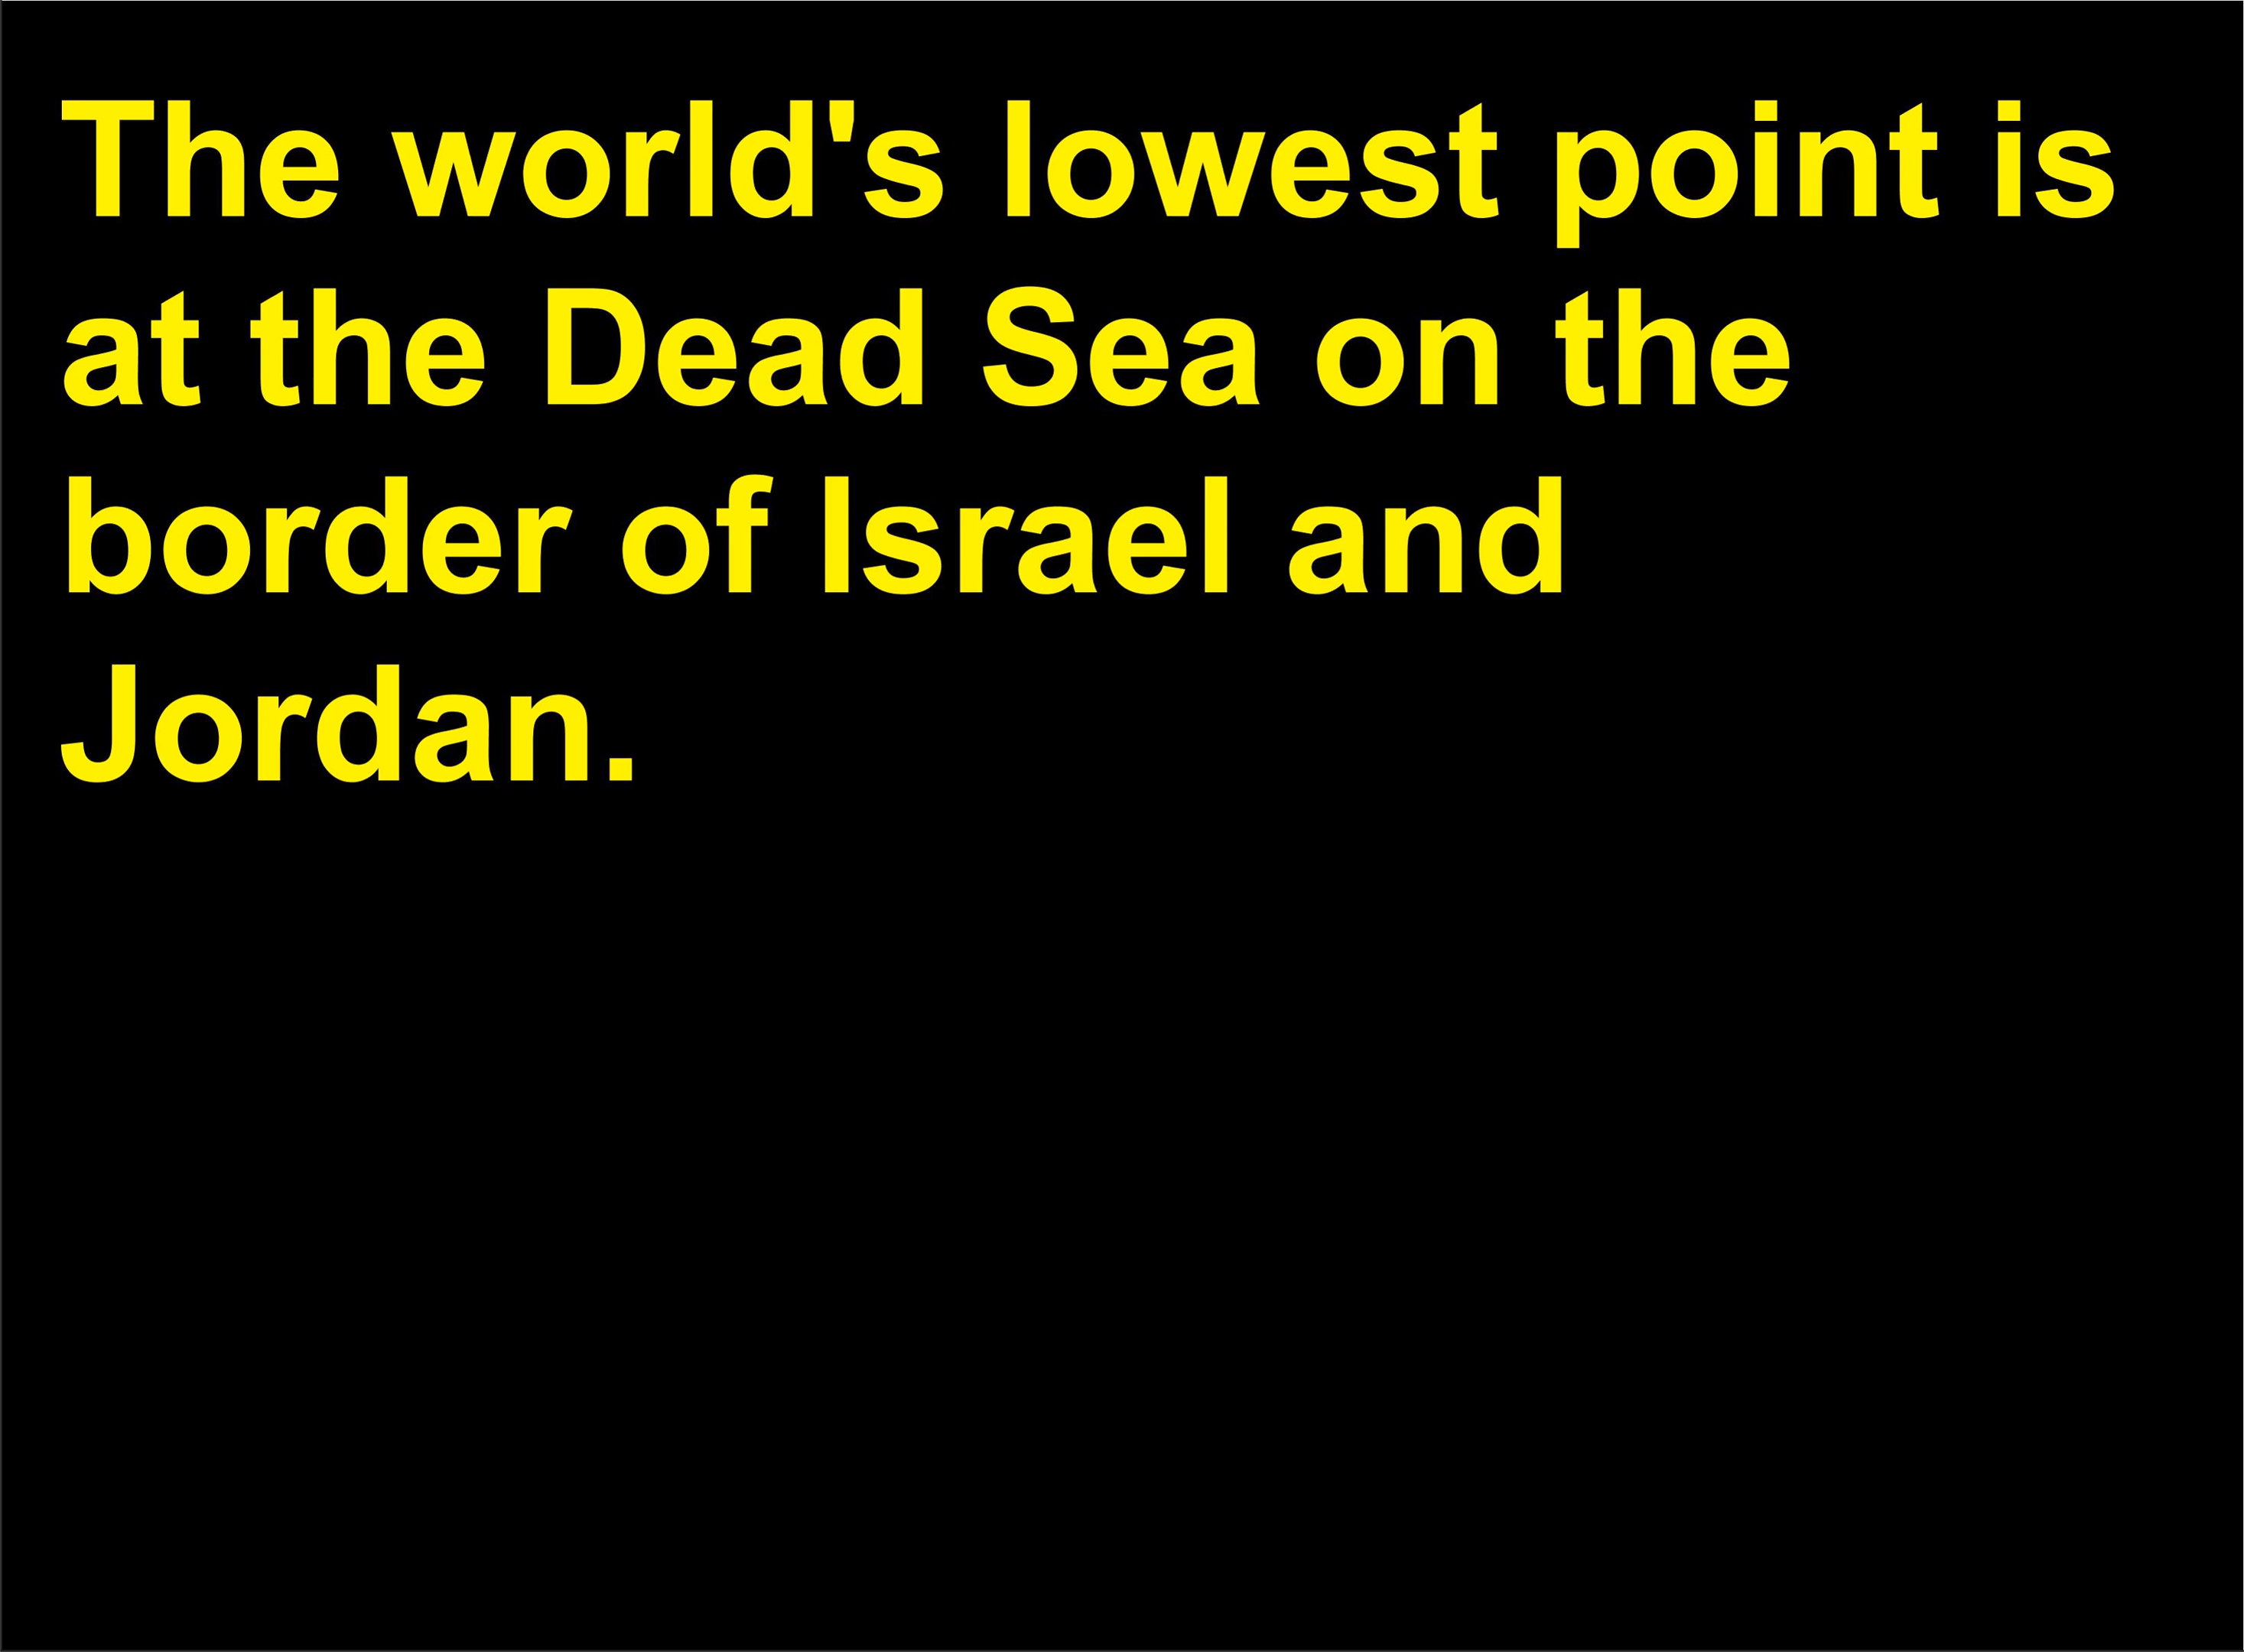 The world's lowest point is
at the Dead Sea on the
border of Israel and
Jordan.